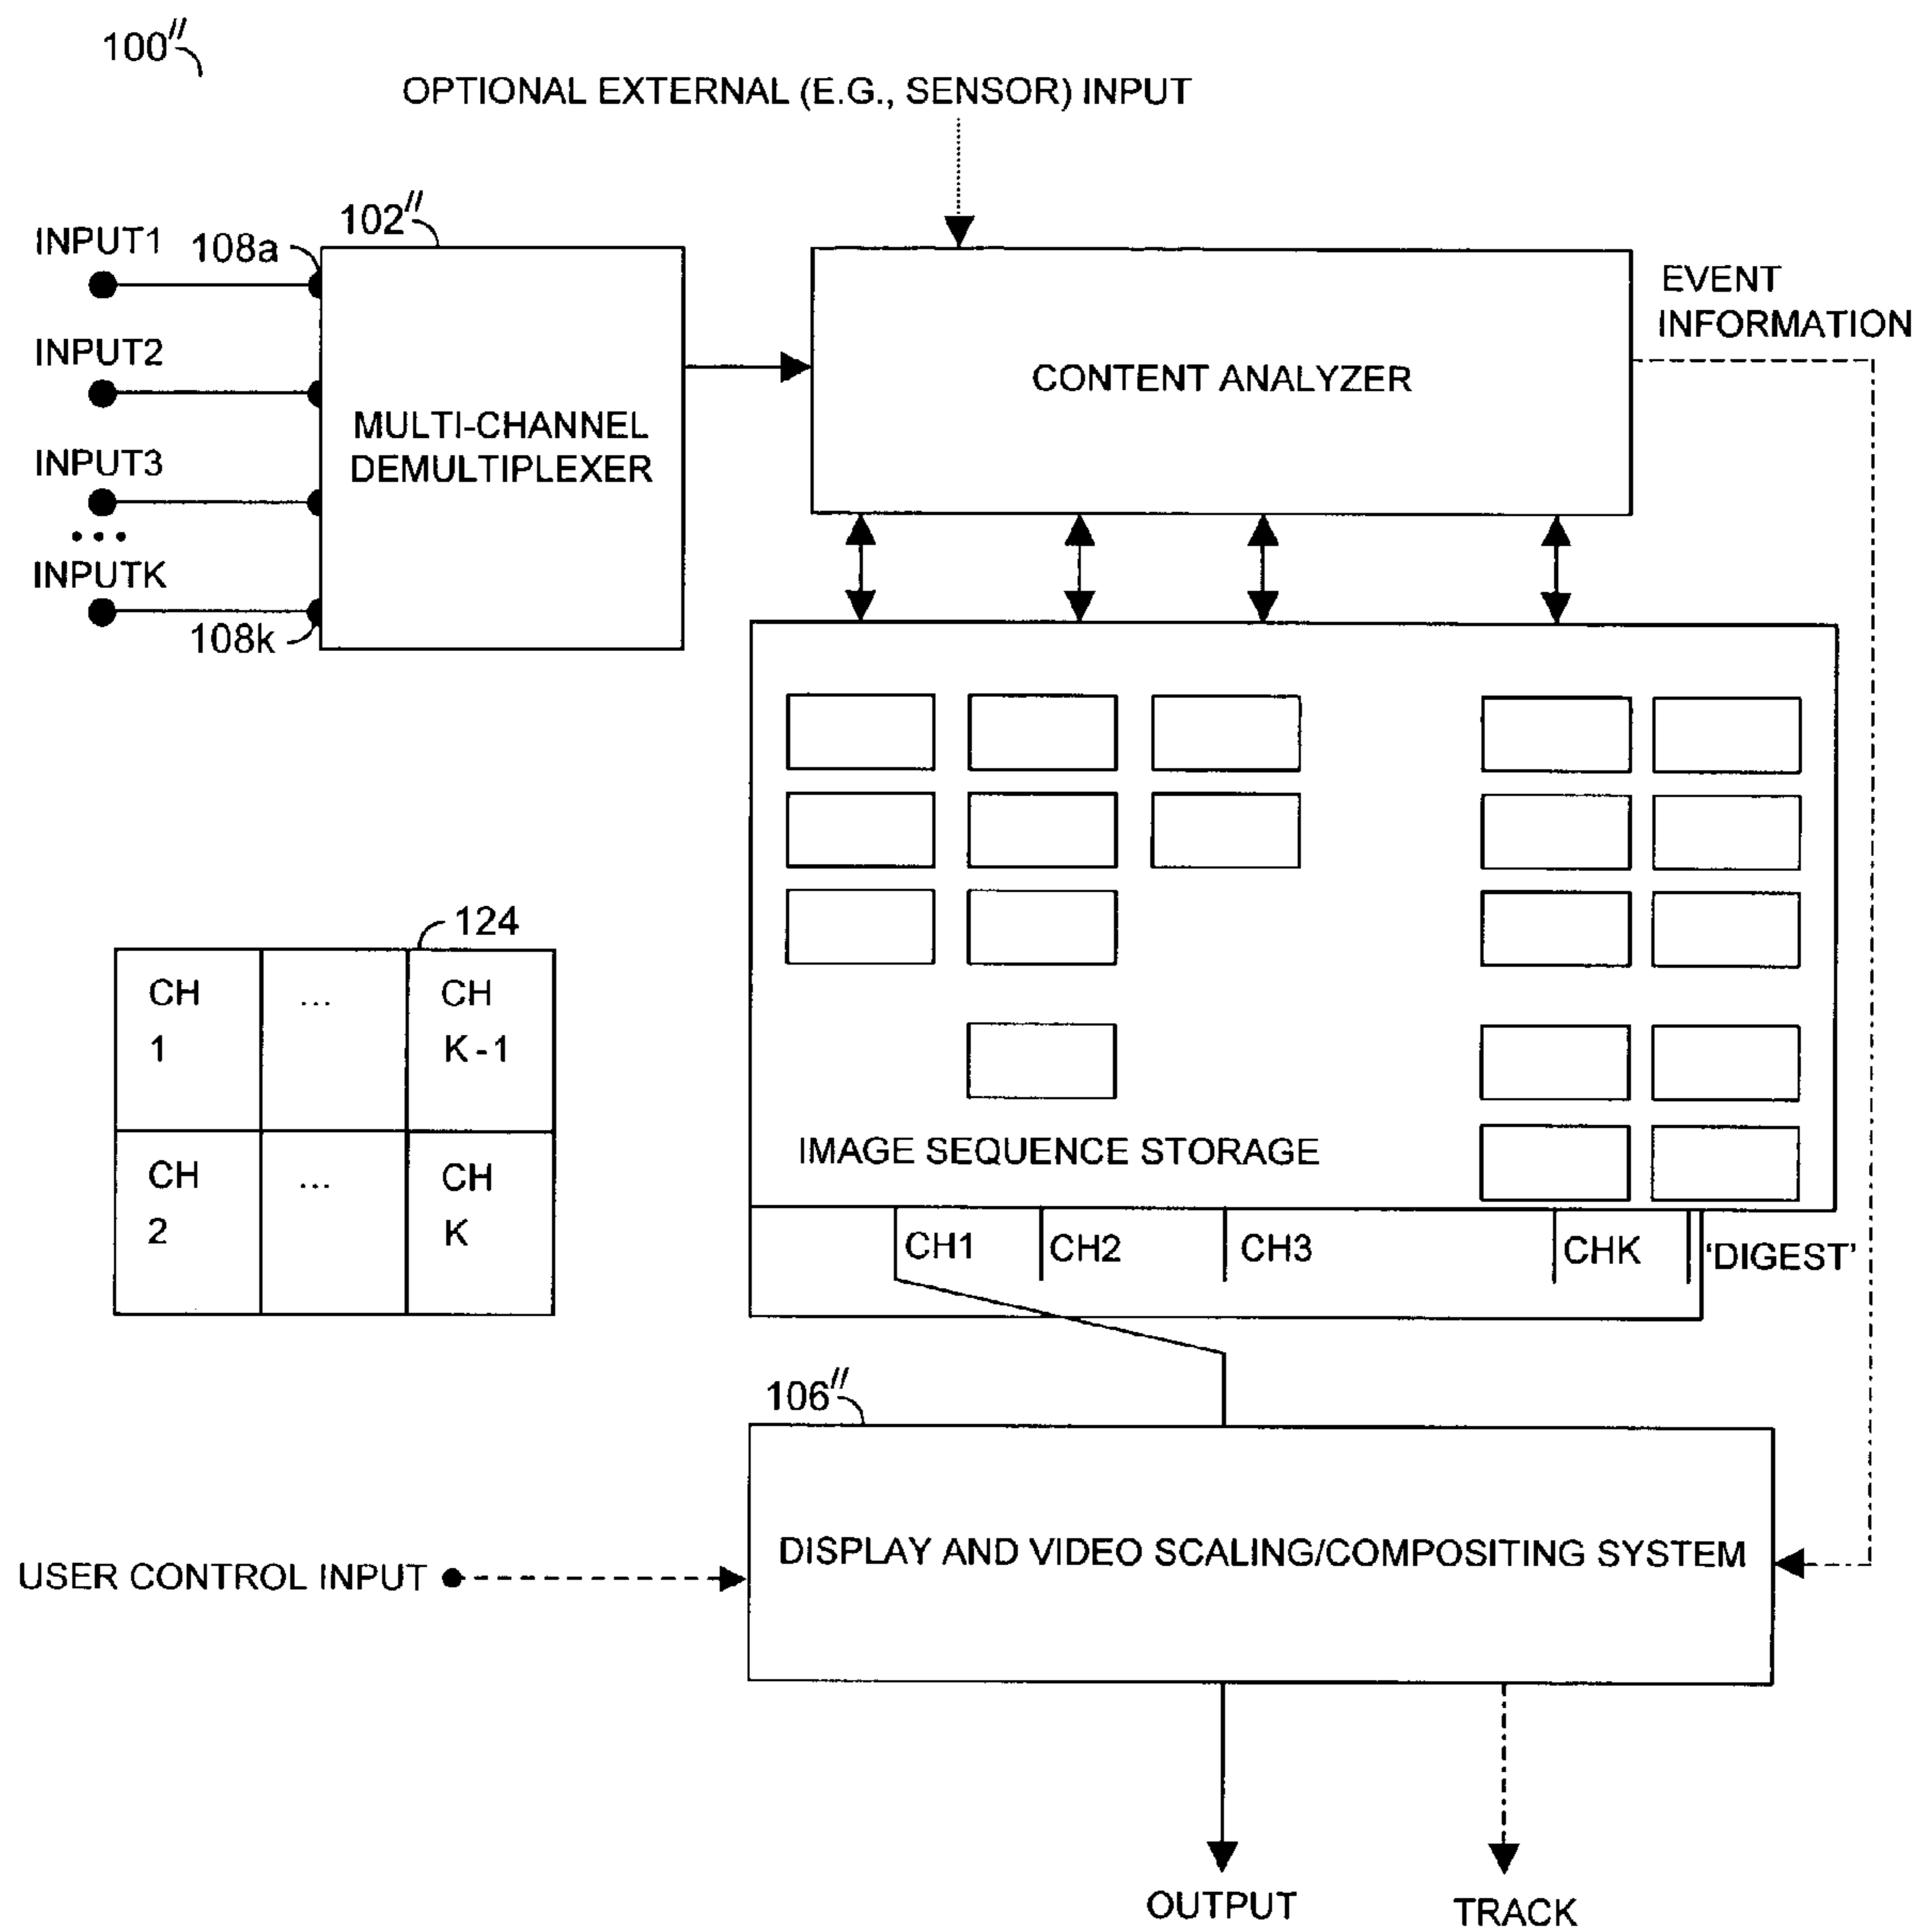 100″
OPTIONAL EXTERNAL (E.G., SENSOR) INPUT
INPUT1
108a
102″
INPUT2
INPUT3
...
INPUTK
108k
MULTI-CHANNEL
DEMULTIPLEXER
CONTENT ANALYZER
EVENT
INFORMATION
124
CH
1
...
CH
K-1
CH
2
...
CH
K
IMAGE SEQUENCE STORAGE
CH1
CH2
CH3
CHK
'DIGEST'
106″
DISPLAY AND VIDEO SCALING/COMPOSITING SYSTEM
USER CONTROL INPUT
OUTPUT
TRACK